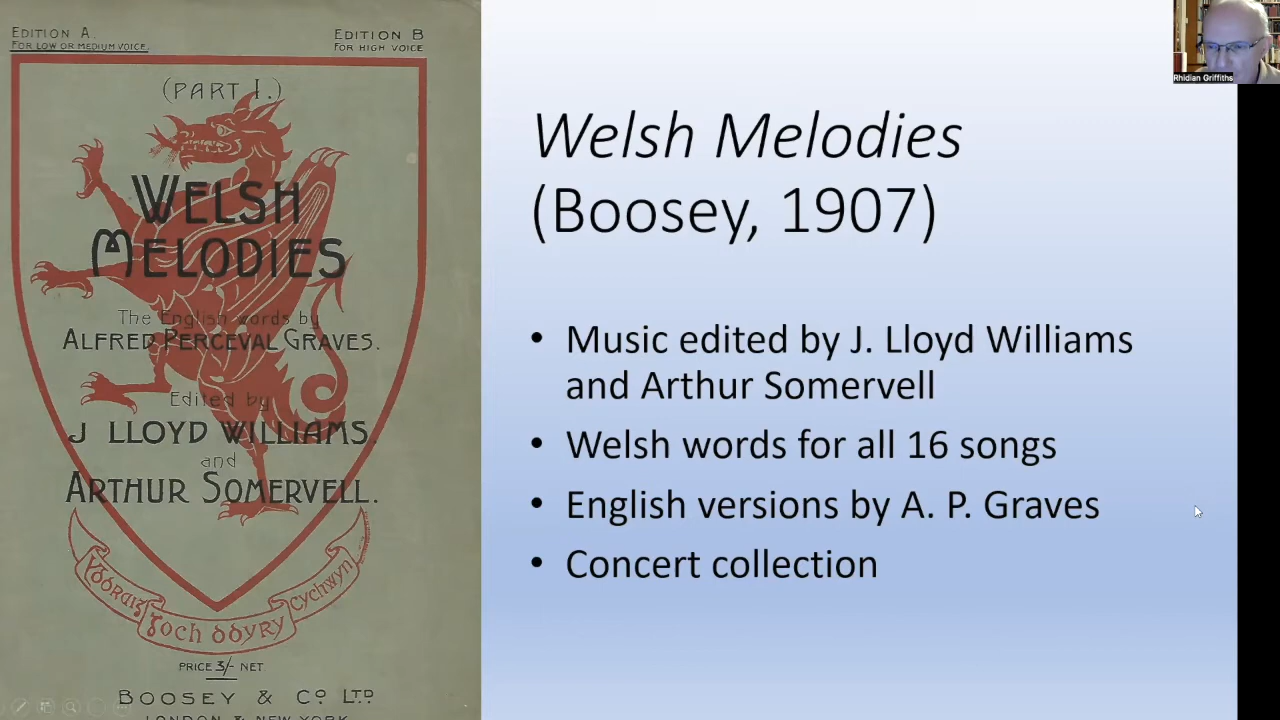 EDITION A.
FOR LOW OR MEDIUM VOICE.
EDITION B
FOR HIGH VOICE
(PART I.)
WELSH
MELODIES
The English words by
ALFRED PERCEVAL GRAVES.
Edited by
J LLOYD WILLIAMS.
and
ARTHUR SOMERVELL.
Y ddraig goch ddyry cychwyn
PRICE 3/- NET
BOOSEY & Co LTD
LONDON & NEW YORK
Welsh Melodies
(Boosey, 1907)
• Music edited by J. Lloyd Williams
and Arthur Somervell
• Welsh words for all 16 songs
• English versions by A. P. Graves
• Concert collection
Rhidian Griffiths